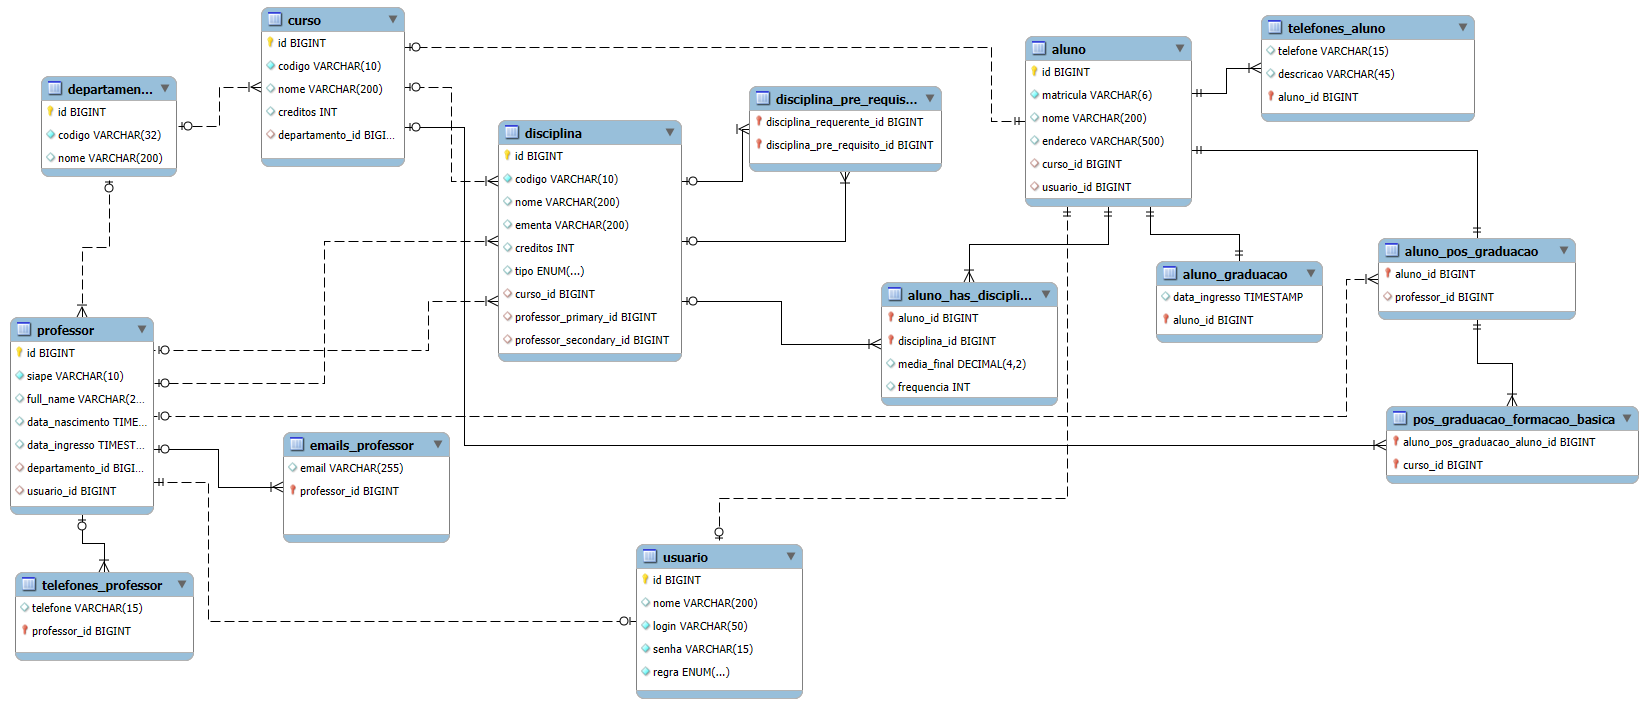 curso
id BIGINT
codigo VARCHAR(10)
nome VARCHAR(200)
creditos INT
departamento_id BIGI...
departamen...
id BIGINT
codigo VARCHAR(32)
nome VARCHAR(200)
disciplina
id BIGINT
codigo VARCHAR(10)
nome VARCHAR(200)
ementa VARCHAR(200)
creditos INT
tipo ENUM(...)
curso_id BIGINT
professor_primary_id BIGINT
professor_secondary_id BIGINT
disciplina_pre_requis...
disciplina_requerente_id BIGINT
disciplina_pre_requisito_id BIGINT
aluno
id BIGINT
matricula VARCHAR(6)
nome VARCHAR(200)
endereco VARCHAR(500)
curso_id BIGINT
usuario_id BIGINT
telefones_aluno
telefone VARCHAR(15)
descricao VARCHAR(45)
aluno_id BIGINT
aluno_has_discipli...
aluno_id BIGINT
disciplina_id BIGINT
media_final DECIMAL(4,2)
frequencia INT
aluno_graduacao
data_ingresso TIMESTAMP
aluno_id BIGINT
aluno_pos_graduacao
aluno_id BIGINT
professor_id BIGINT
pos_graduacao_formacao_basica
aluno_pos_graduacao_aluno_id BIGINT
curso_id BIGINT
professor
id BIGINT
siape VARCHAR(10)
full_name VARCHAR(2...
data_nascimento TIME...
data_ingresso TIMEST...
departamento_id BIGI...
usuario_id BIGINT
emails_professor
email VARCHAR(255)
professor_id BIGINT
telefones_professor
telefone VARCHAR(15)
professor_id BIGINT
usuario
id BIGINT
nome VARCHAR(200)
login VARCHAR(50)
senha VARCHAR(15)
regra ENUM(...)